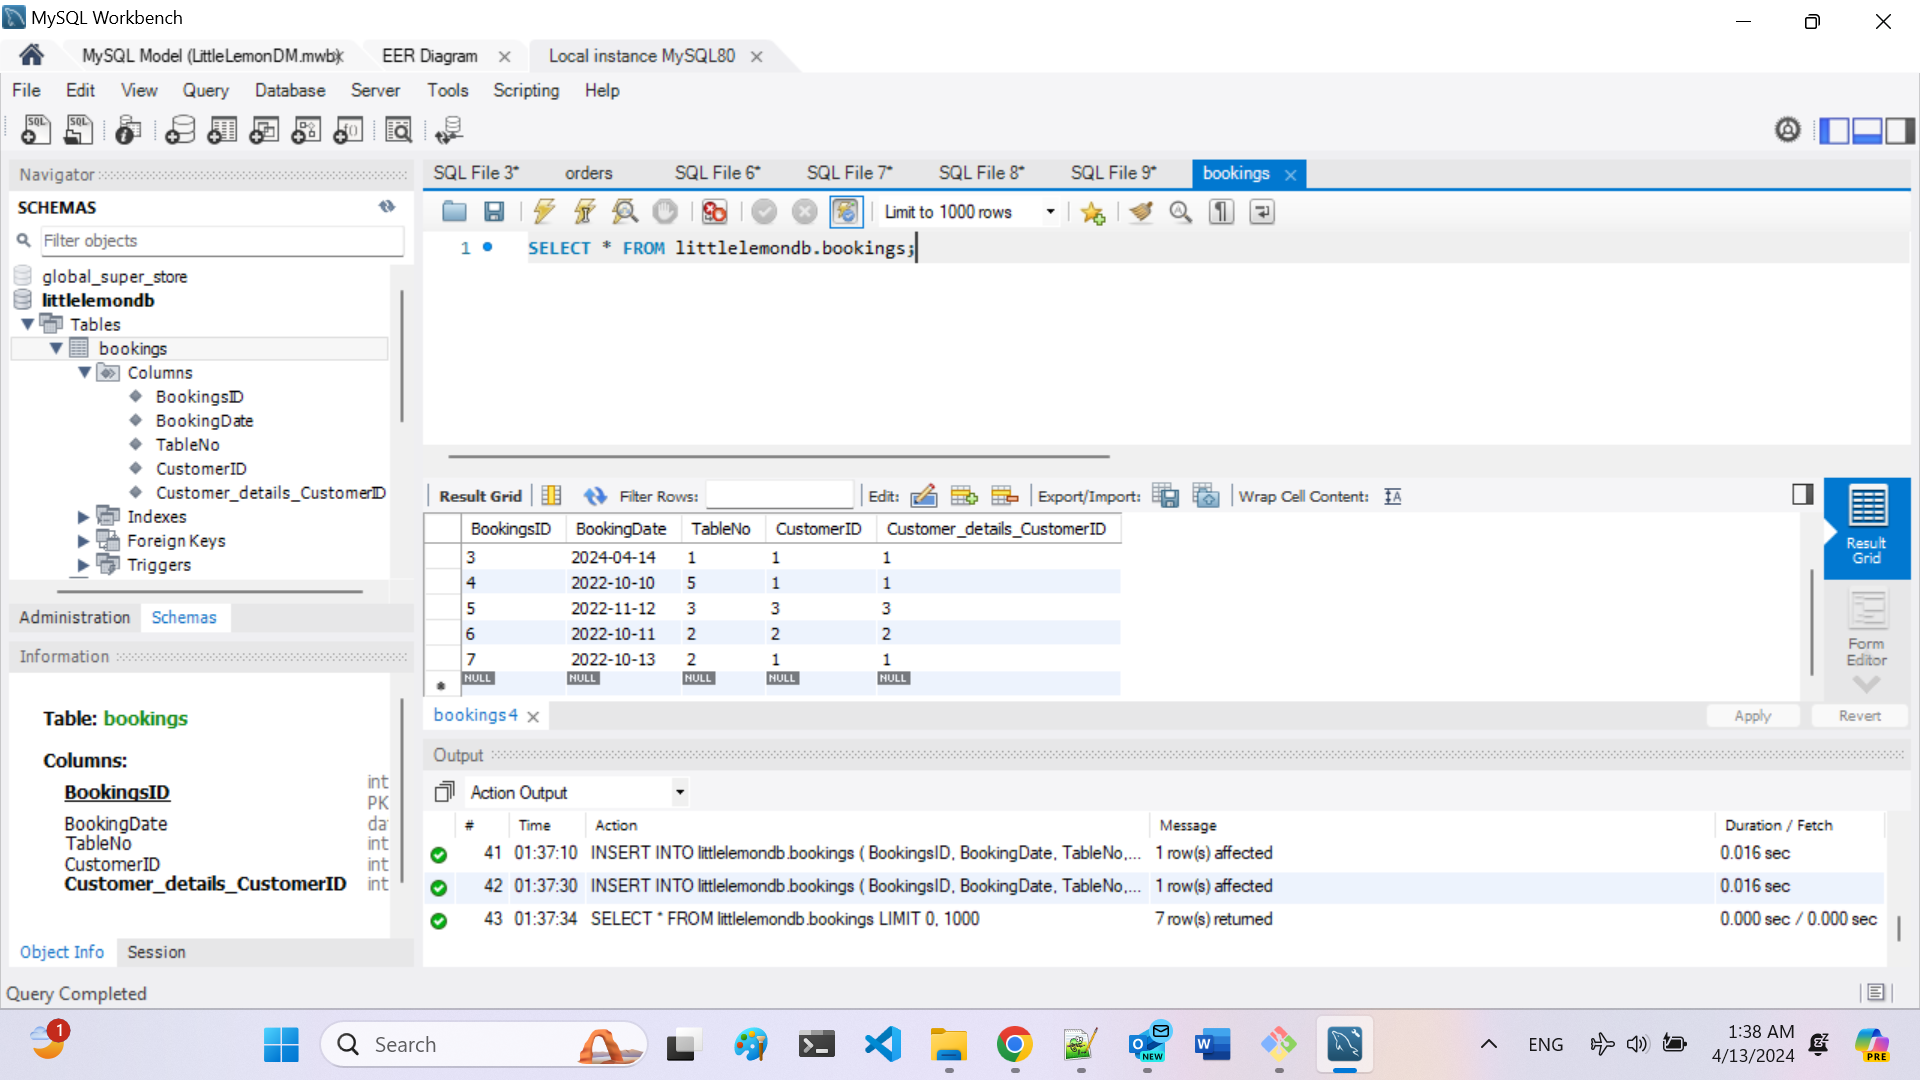 MySQL Workbench
MySQL Model (LittleLemonDM.mwb)
EER Diagram
Local instance MySQL80
File Edit View Query Database Server Tools Scripting Help
Navigator
SCHEMAS
Filter objects
global_super_store
littlelemondb
Tables
bookings
Columns
BookingsID
BookingDate
TableNo
CustomerID
Customer_details_CustomerID
Indexes
Foreign Keys
Triggers
Administration Schemas
Information
Table: bookings
Columns:
BookingsID int PK
BookingDate da
TableNo int
CustomerID int
Customer_details_CustomerID int
Object Info Session
SQL File 3* orders SQL File 6* SQL File 7* SQL File 8* SQL File 9* bookings
Limit to 1000 rows
1 SELECT * FROM littlelemondb.bookings;
Result Grid Filter Rows: Edit: Export/Import: Wrap Cell Content:
BookingsID BookingDate TableNo CustomerID Customer_details_CustomerID
3 2024-04-14 1 1 1
4 2022-10-10 5 1 1
5 2022-11-12 3 3 3
6 2022-10-11 2 2 2
7 2022-10-13 2 1 1
NULL NULL NULL NULL NULL
Result Grid
Form Editor
bookings 4
Apply Revert
Output
Action Output
# Time Action Message Duration / Fetch
41 01:37:10 INSERT INTO littlelemondb.bookings ( BookingsID, BookingDate, TableNo,... 1 row(s) affected 0.016 sec
42 01:37:30 INSERT INTO littlelemondb.bookings ( BookingsID, BookingDate, TableNo,... 1 row(s) affected 0.016 sec
43 01:37:34 SELECT * FROM littlelemondb.bookings LIMIT 0, 1000 7 row(s) returned 0.000 sec / 0.000 sec
Query Completed
1
Search
NEW
ENG
1:38 AM
4/13/2024
PRE